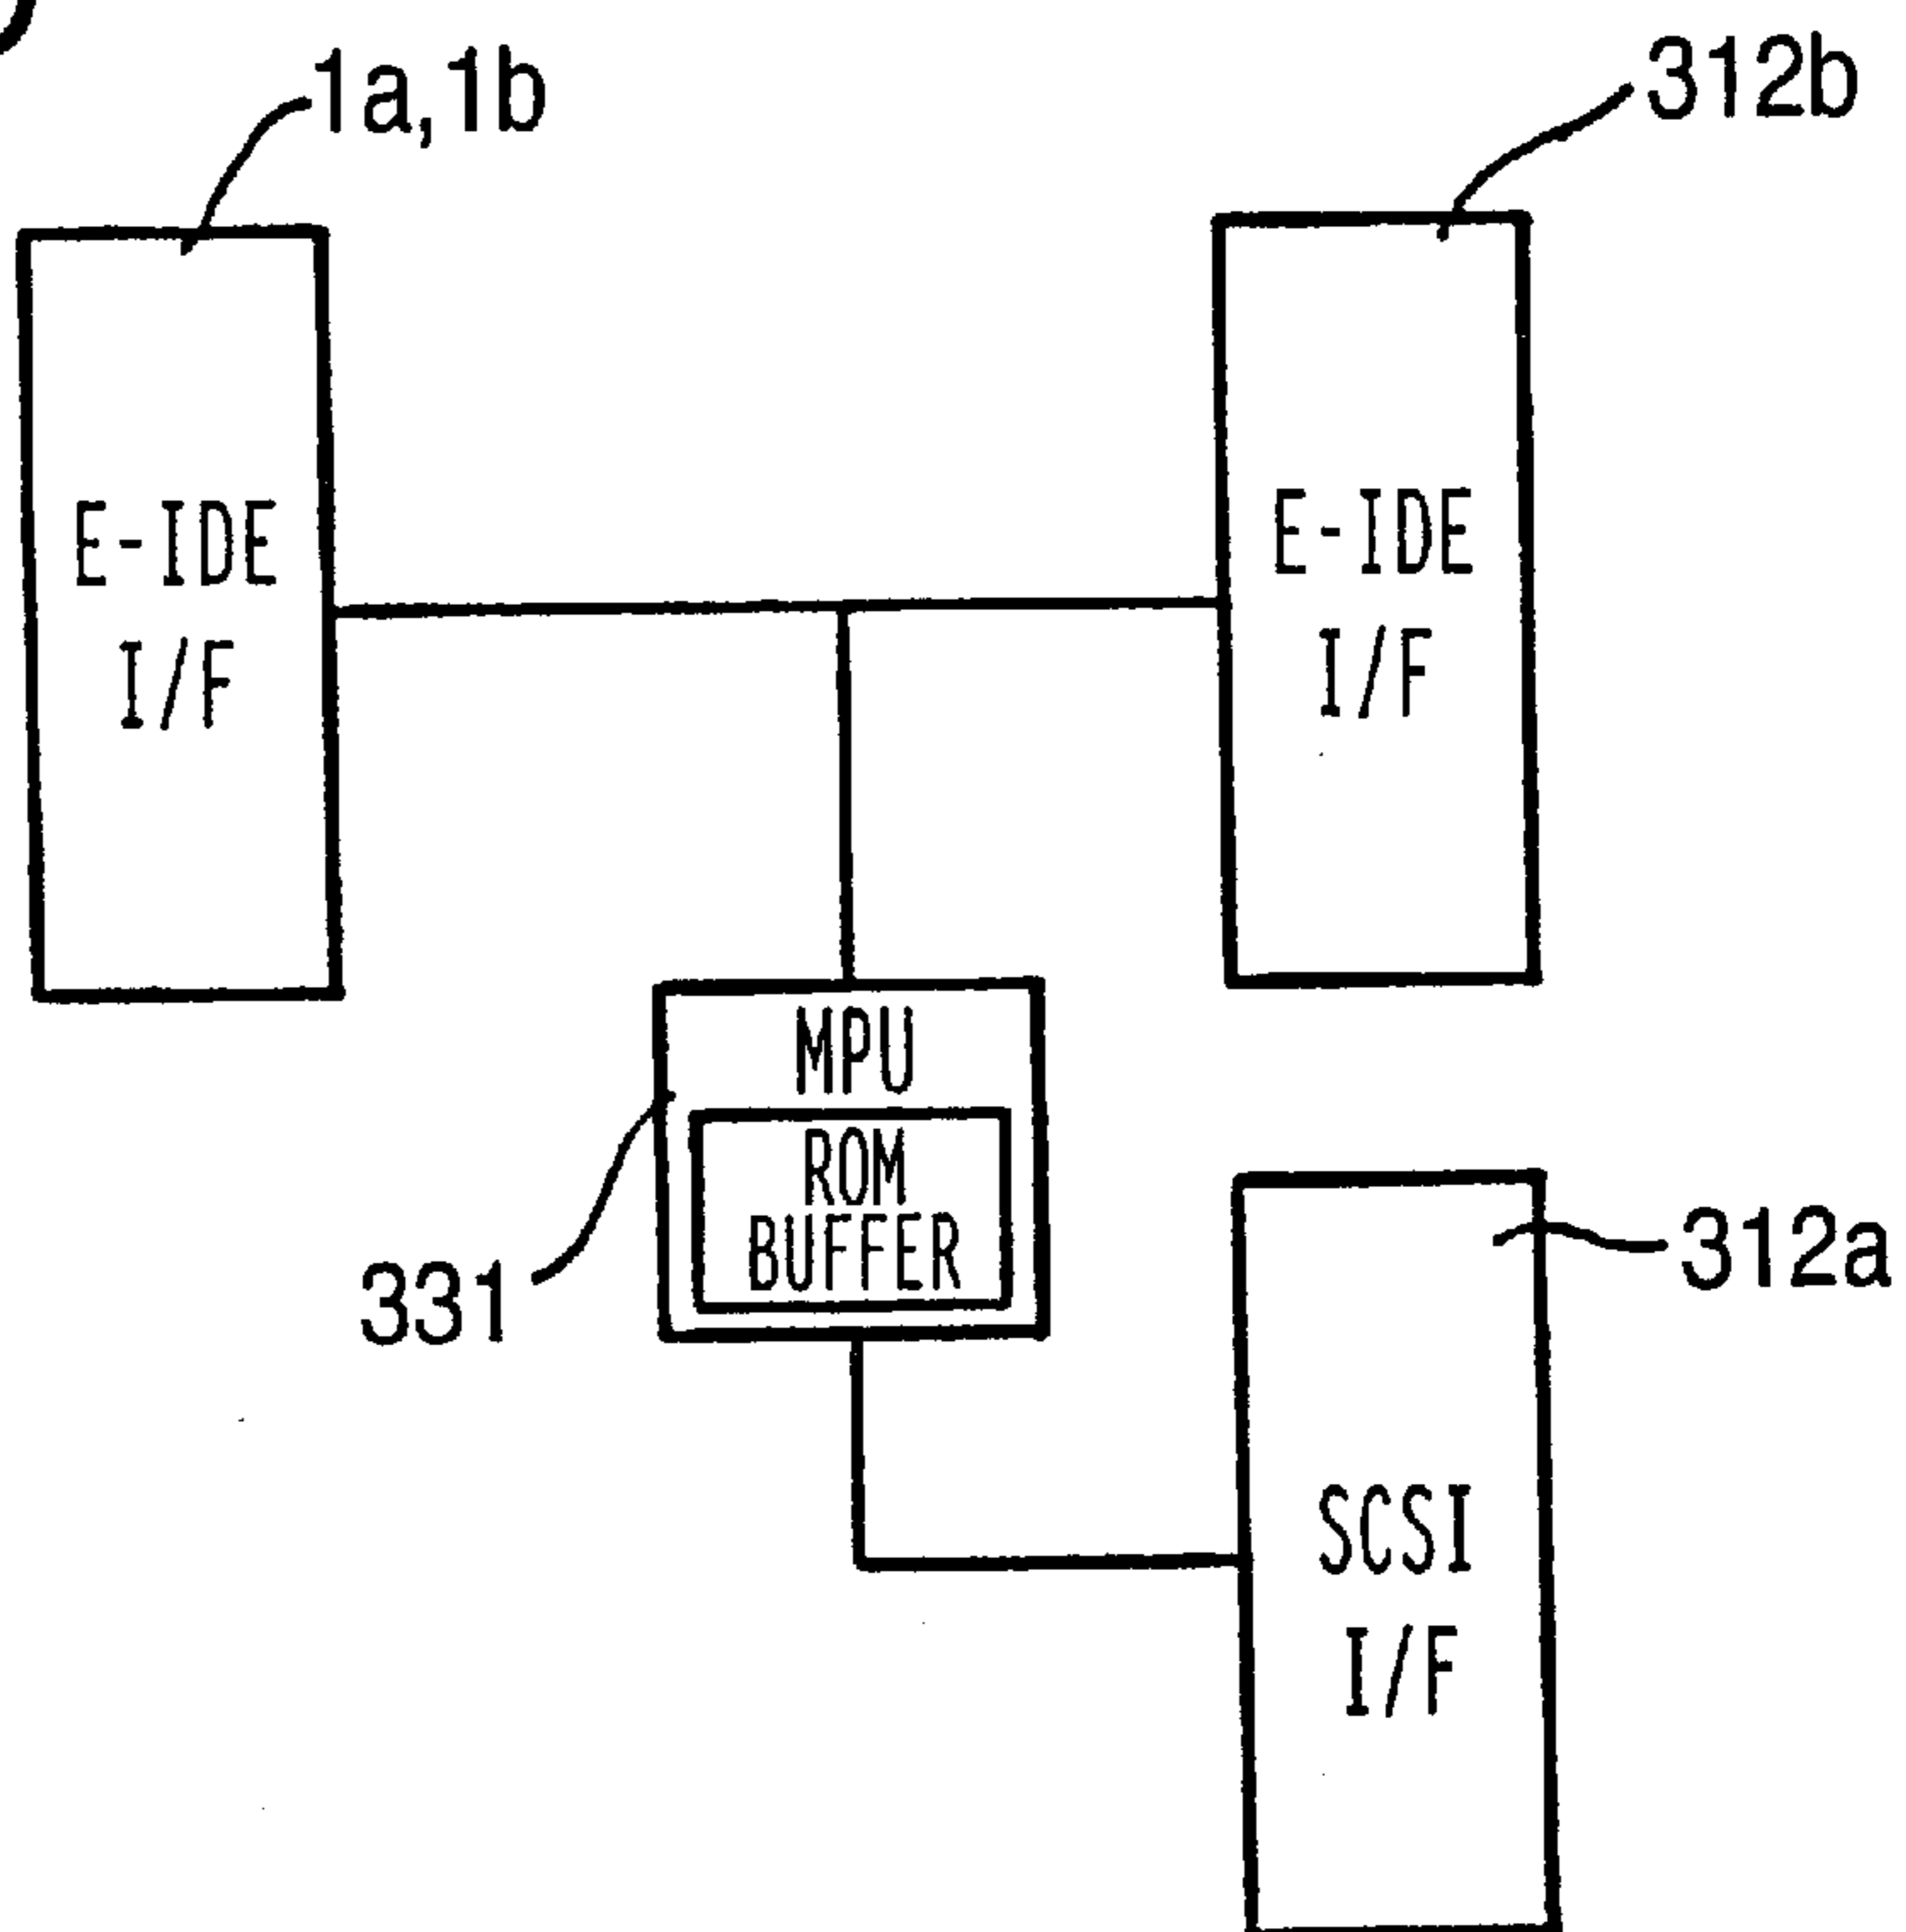 1a,1b
312b
E-IDE
I/F
E-IDE
I/F
MPU
ROM
BUFFER
331
312a
SCSI
I/F